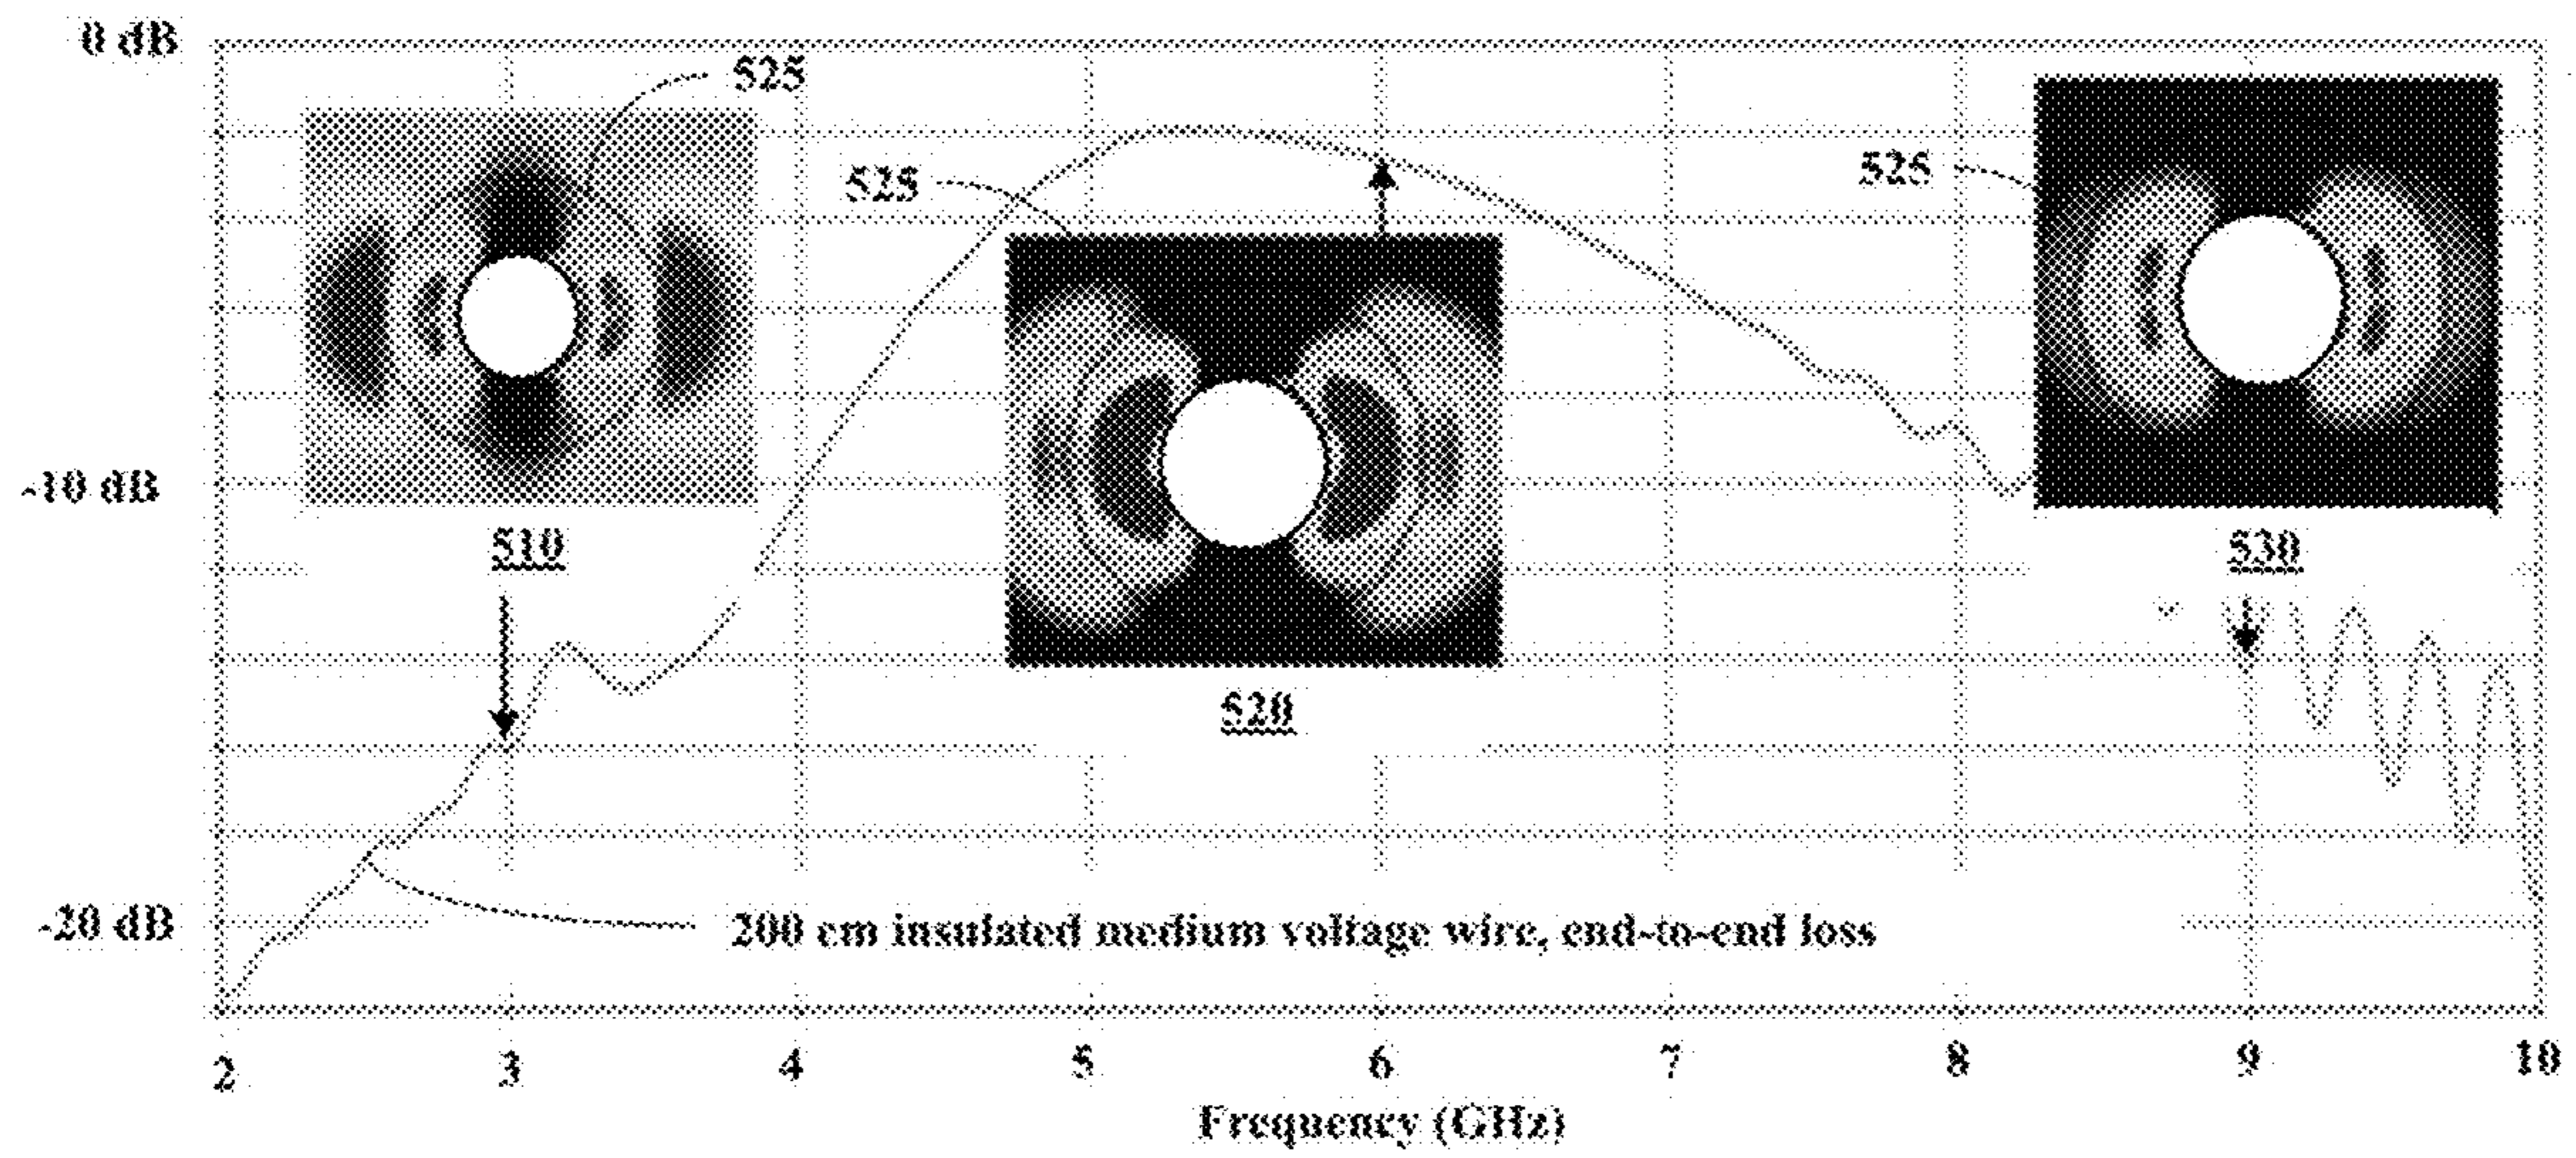 0 dB
525
525
525
-10 dB
510
530
520
-20 dB
200 cm insulated medium voltage wire, end-to-end loss
2 3 4 5 6 7 8 9 10
Frequency (GHz)